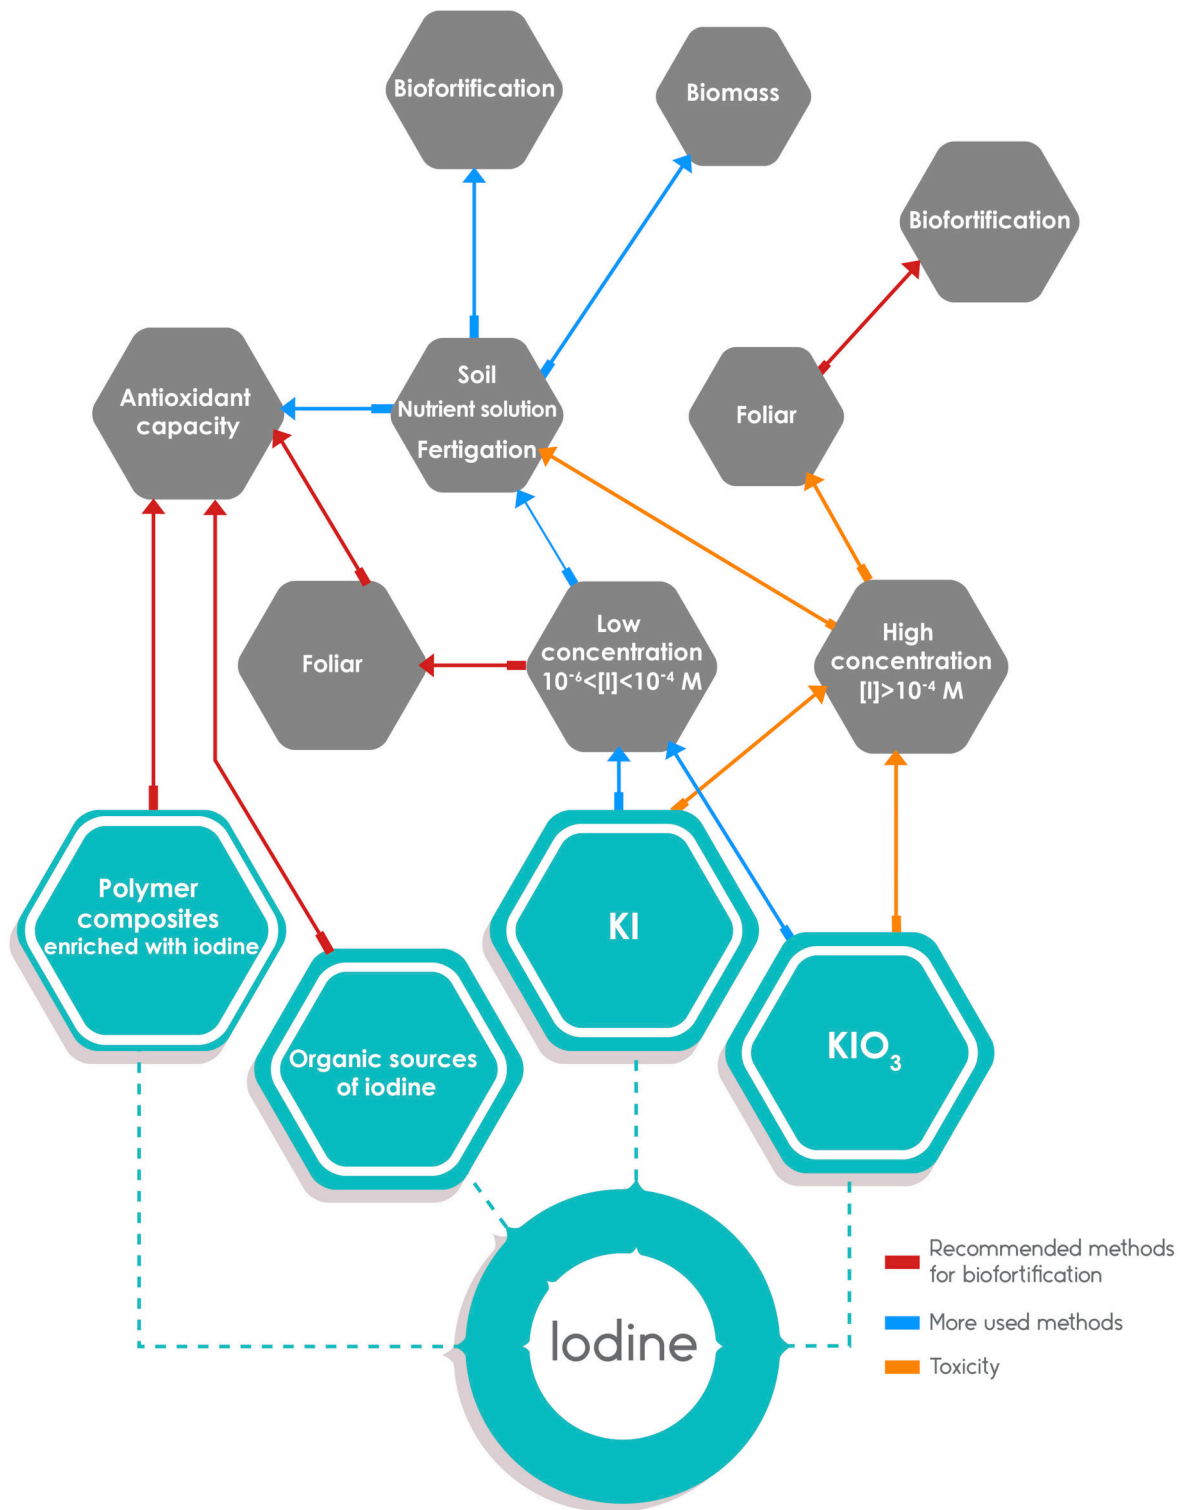 Biofortification
Biomass
Biofortification
Antioxidant
capacity
Soil
Nutrient solution
Fertigation
Foliar
Foliar
Low
concentration
10⁻⁶<[I]<10⁻⁴ M
High
concentration
[I]>10⁻⁴ M
Polymer
composites
enriched with iodine
KI
Organic sources
of iodine
KIO₃
Iodine
Recommended methods
for biofortification
More used methods
Toxicity